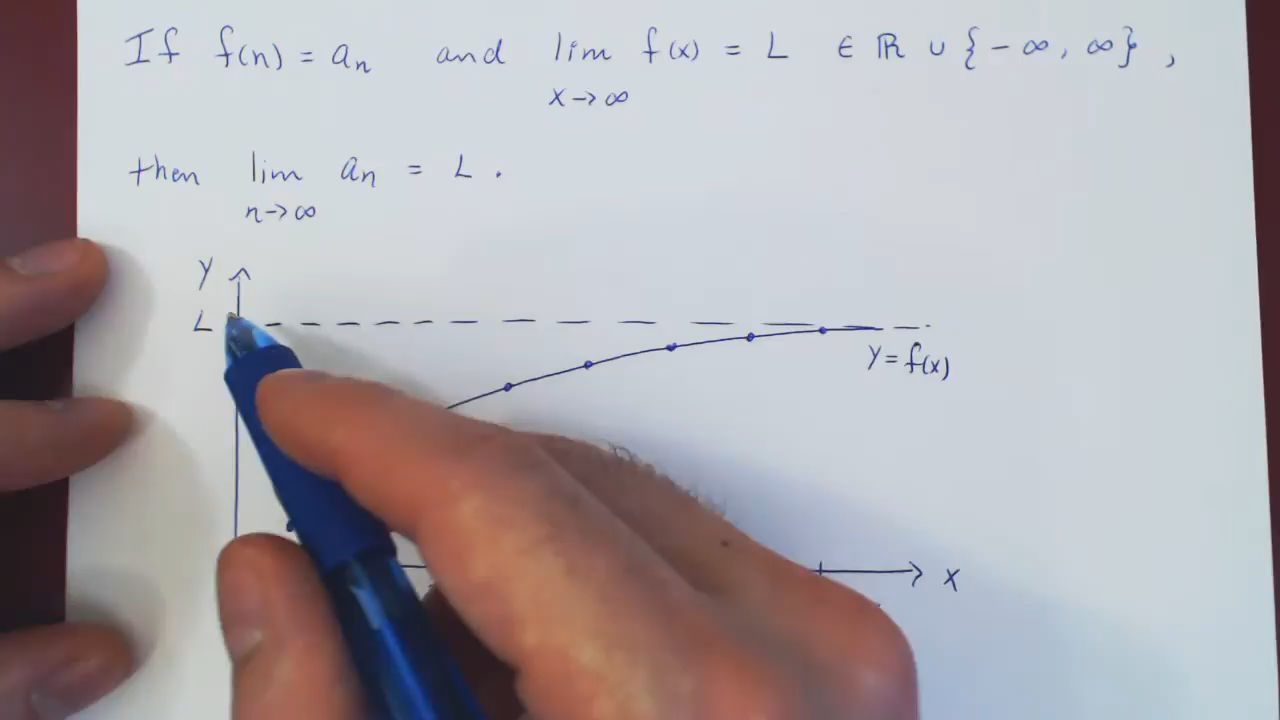 If f(n) = aₙ and lim f(x) = L ∈ ℝ ∪ {-∞, ∞} ,
x→∞
then lim aₙ = L .
n→∞
y
L
y = f(x)
x